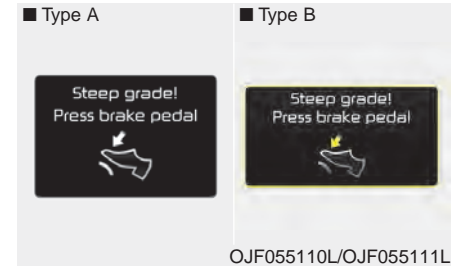 ■ Type A
■ Type B
Steep grade!
Press brake pedal
Steep grade!
Press brake pedal
OJF055110L/OJF055111L